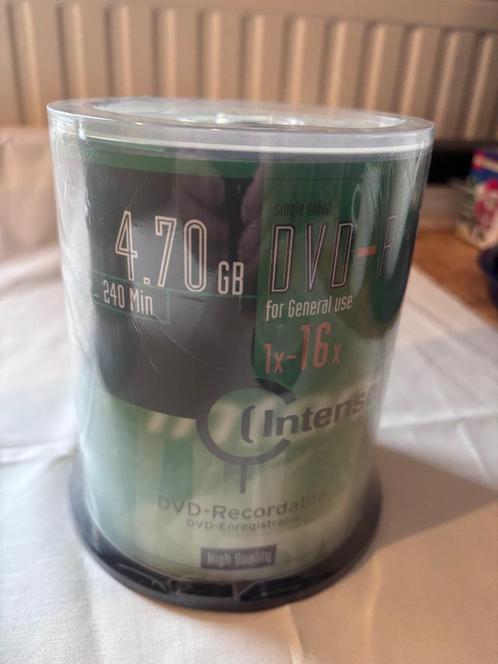 single sided
4.70 GB
240 Min
DVD-R
for General use
1x-16x
Intens
DVD-Recordable
DVD-Enregistrable
High Quality